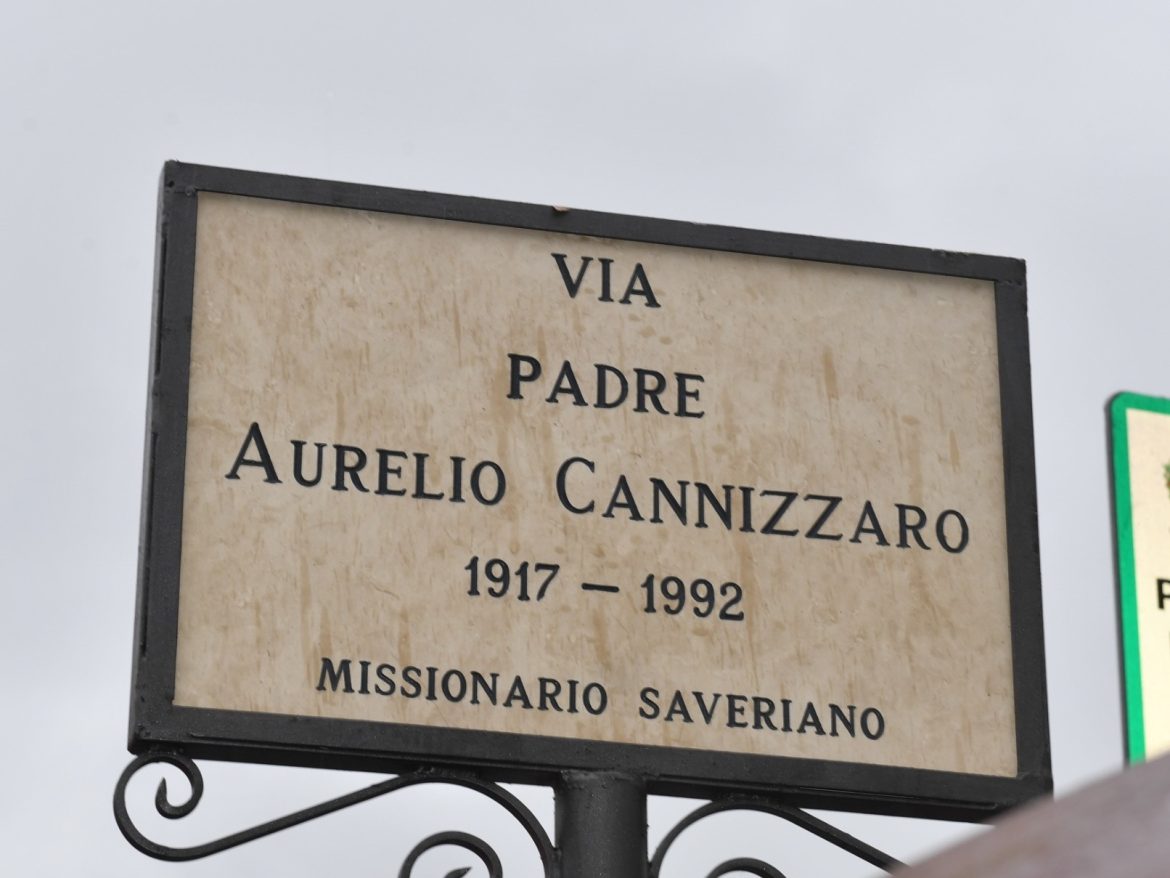 VIA
PADRE
AURELIO CANNIZZARO
1917 – 1992
MISSIONARIO SAVERIANO
P